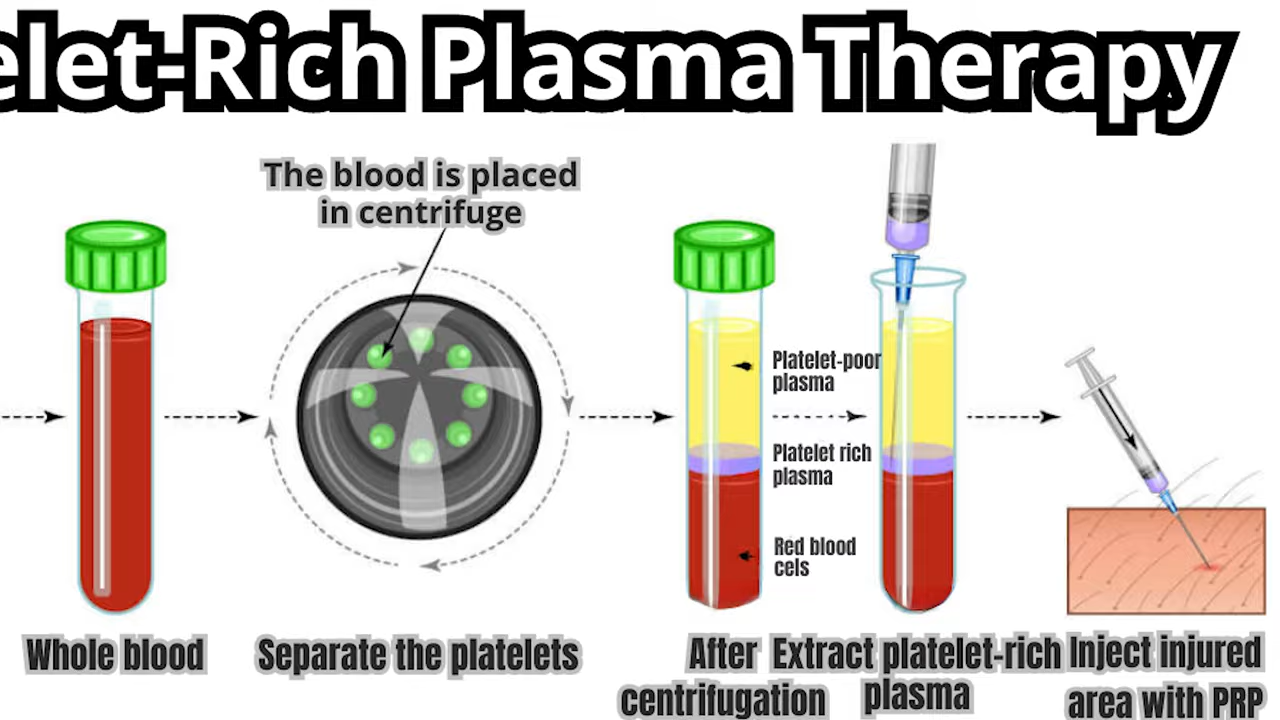 elet-Rich Plasma Therapy
The blood is placed
in centrifuge
Platelet-poor
plasma
Platelet rich
plasma
Red blood
cels
Whole blood
Separate the platelets
After
centrifugation
Extract platelet-rich
plasma
Inject injured
area with PRP